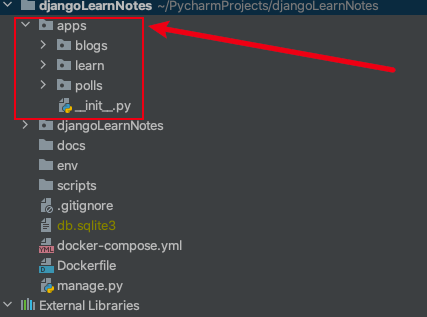 djangoLearnNotes ~/PycharmProjects/djangoLearnNotes
apps
blogs
learn
polls
__init__.py
djangoLearnNotes
docs
env
scripts
.gitignore
db.sqlite3
docker-compose.yml
Dockerfile
manage.py
External Libraries